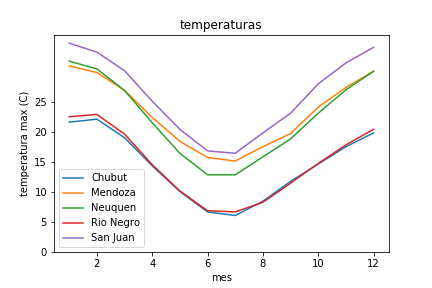 temperaturas
temperatura max (C)
25
20
15
10
5
0
Chubut
Mendoza
Neuquen
Rio Negro
San Juan
2 4 6 8 10 12
mes